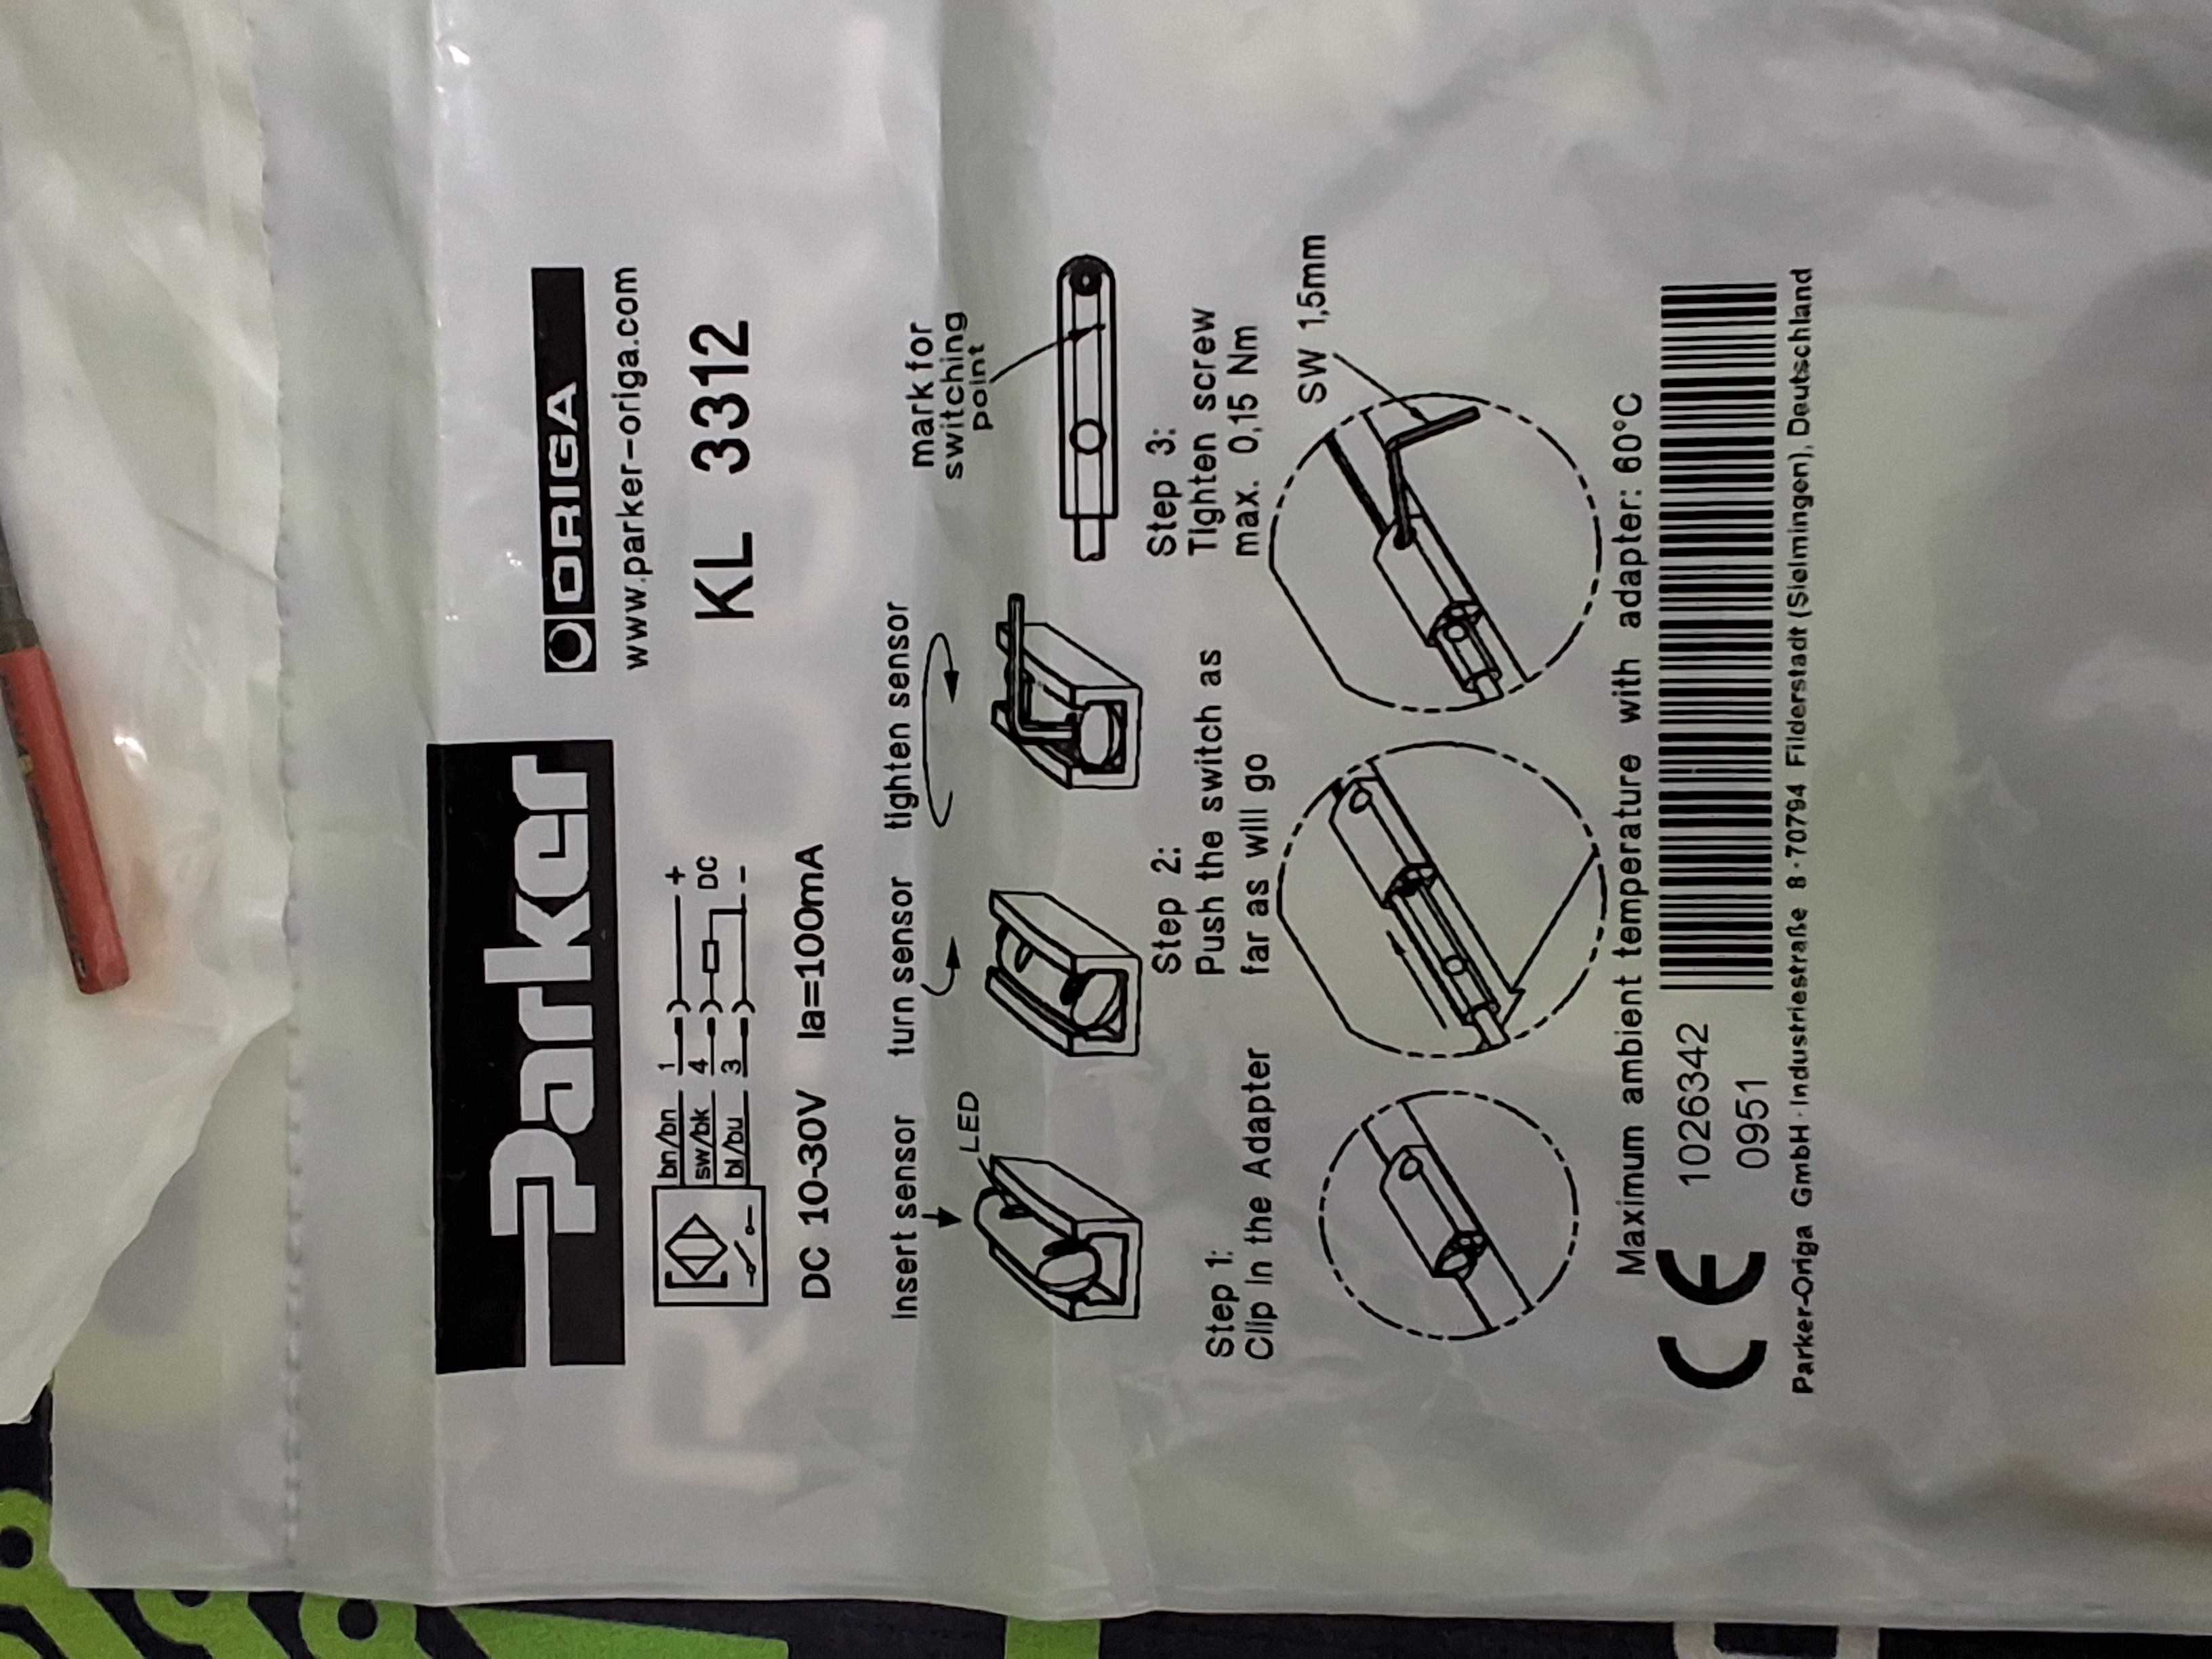 Parker
ORIGA
www.parker-origa.com
KL 3312
bn/bn 1 +
sw/bk 4 DC
bl/bu 3 -
DC 10-30V Ia=100mA
insert sensor
turn sensor
tighten sensor
mark for
switching
point
LED
Step 1:
Clip in the Adapter
Step 2:
Push the switch as
far as will go
Step 3:
Tighten screw
max. 0,15 Nm
SW 1,5mm
Maximum ambient temperature with adapter: 60°C
CE
1026342
0951
Parker-Origa GmbH · Industriestraße 8 · 70794 Filderstadt (Sielmingen), Deutschland